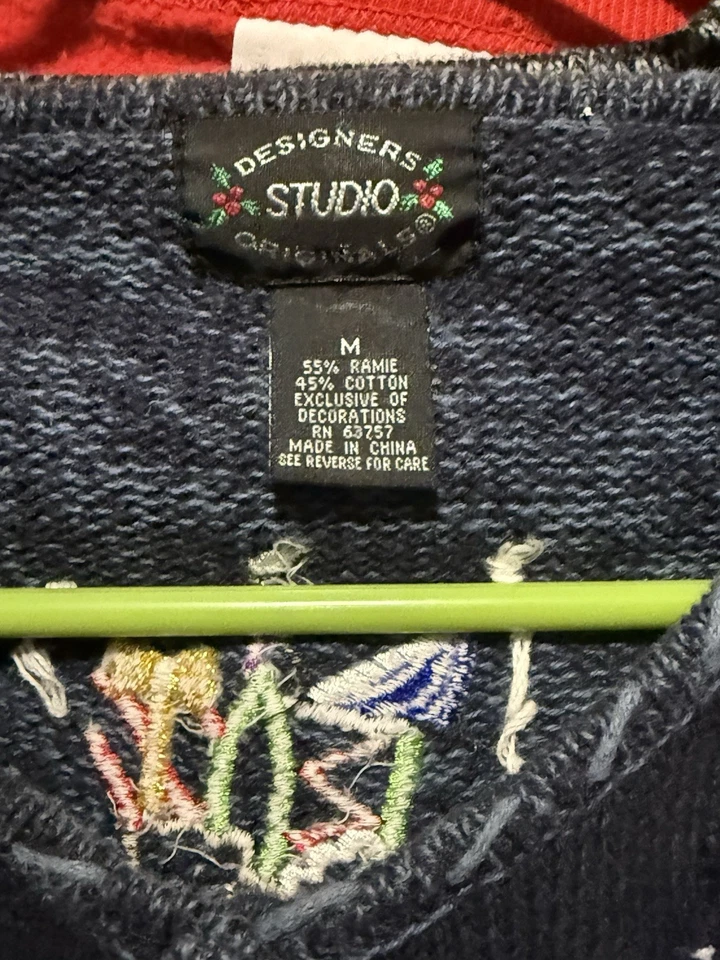 DESIGNERS
STUDIO
ORIGINALS®
M
55% RAMIE
45% COTTON
EXCLUSIVE OF
DECORATIONS
RN 63757
MADE IN CHINA
SEE REVERSE FOR CARE